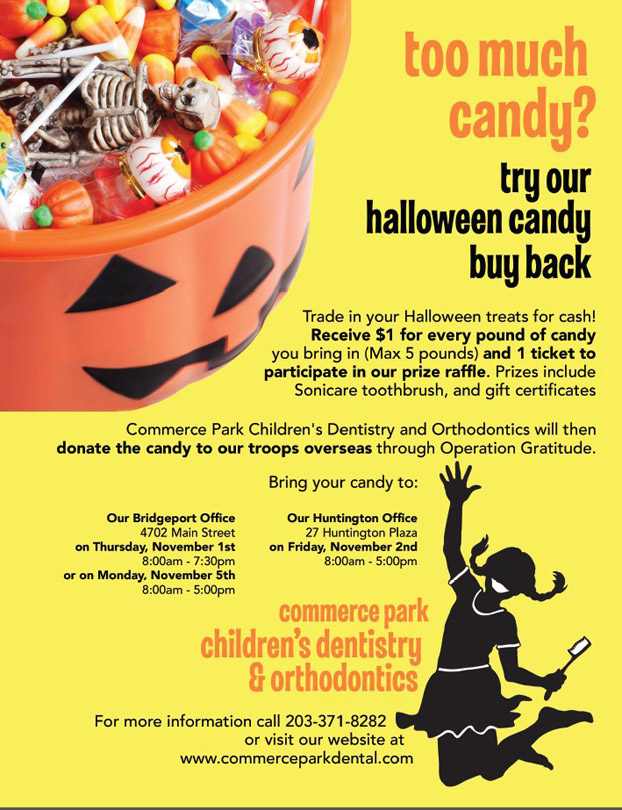 too much
candy?
try our
halloween candy
buy back
Trade in your Halloween treats for cash!
Receive $1 for every pound of candy
you bring in (Max 5 pounds) and 1 ticket to
participate in our prize raffle. Prizes include
Sonicare toothbrush, and gift certificates
Commerce Park Children's Dentistry and Orthodontics will then
donate the candy to our troops overseas through Operation Gratitude.
Bring your candy to:
Our Bridgeport Office
4702 Main Street
on Thursday, November 1st
8:00am - 7:30pm
or on Monday, November 5th
8:00am - 5:00pm
Our Huntington Office
27 Huntington Plaza
on Friday, November 2nd
8:00am - 5:00pm
commerce park
children's dentistry
& orthodontics
For more information call 203-371-8282
or visit our website at
www.commerceparkdental.com